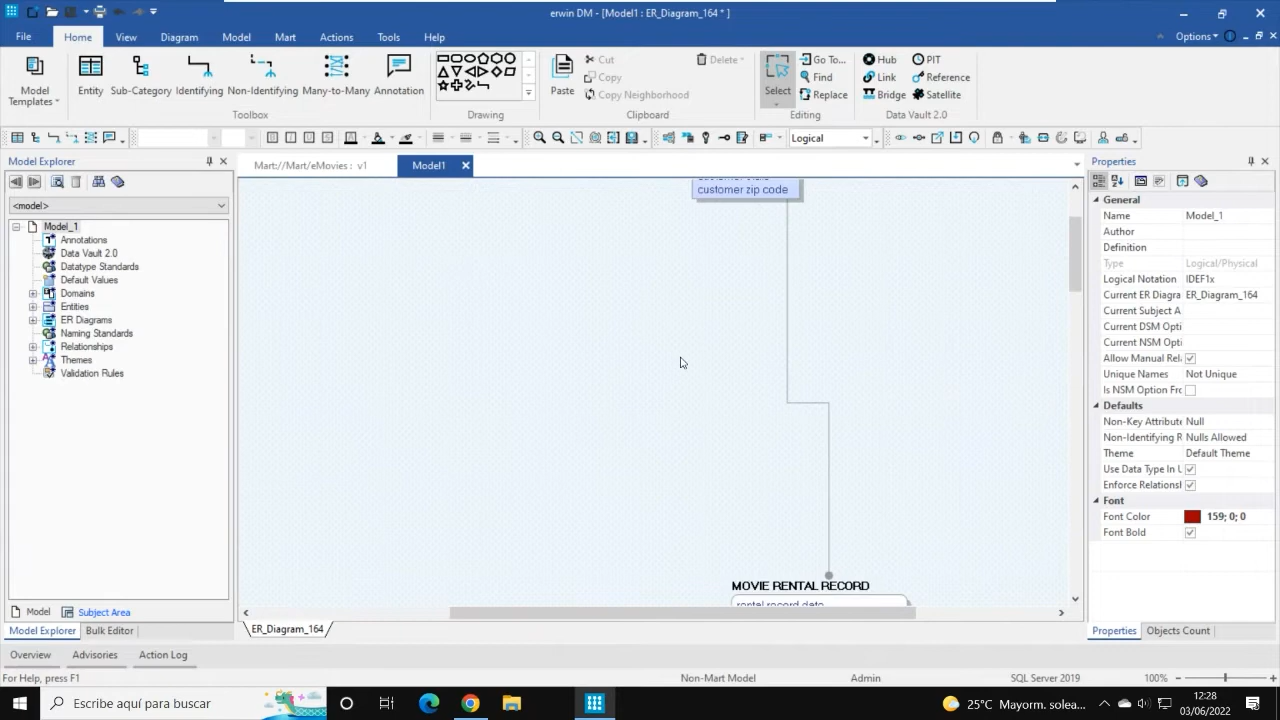 erwin DM - [Model1 : ER_Diagram_164 * ]
File Home View Diagram Model Mart Actions Tools Help Options
Model Templates
Entity
Sub-Category
Identifying
Non-Identifying
Many-to-Many
Annotation
Toolbox
Drawing
Paste
Cut
Copy
Copy Neighborhood
Delete
Clipboard
Select
Go To...
Find
Replace
Editing
Hub
Link
Bridge
PIT
Reference
Satellite
Data Vault 2.0
Logical
Model Explorer
<model>
Model_1
Annotations
Data Vault 2.0
Datatype Standards
Default Values
Domains
Entities
ER Diagrams
Naming Standards
Relationships
Themes
Validation Rules
Model Subject Area
Model Explorer Bulk Editor
Mart://Mart/eMovies : v1
Model1
customer zip code
MOVIE RENTAL RECORD
rental record date
ER_Diagram_164
Properties
General
Name Model_1
Author
Definition
Type Logical/Physical
Logical Notation IDEF1x
Current ER Diagra ER_Diagram_164
Current Subject A
Current DSM Opti
Current NSM Opti
Allow Manual Rel
Unique Names Not Unique
Is NSM Option Fr
Defaults
Non-Key Attribute Null
Non-Identifying R Nulls Allowed
Theme Default Theme
Use Data Type In U
Enforce Relationsl
Font
Font Color 159; 0; 0
Font Bold
Properties Objects Count
Overview Advisories Action Log
For Help, press F1
Non-Mart Model
Admin
SQL Server 2019
100%
Escribe aquí para buscar
25°C Mayorm. solea...
12:28
03/06/2022